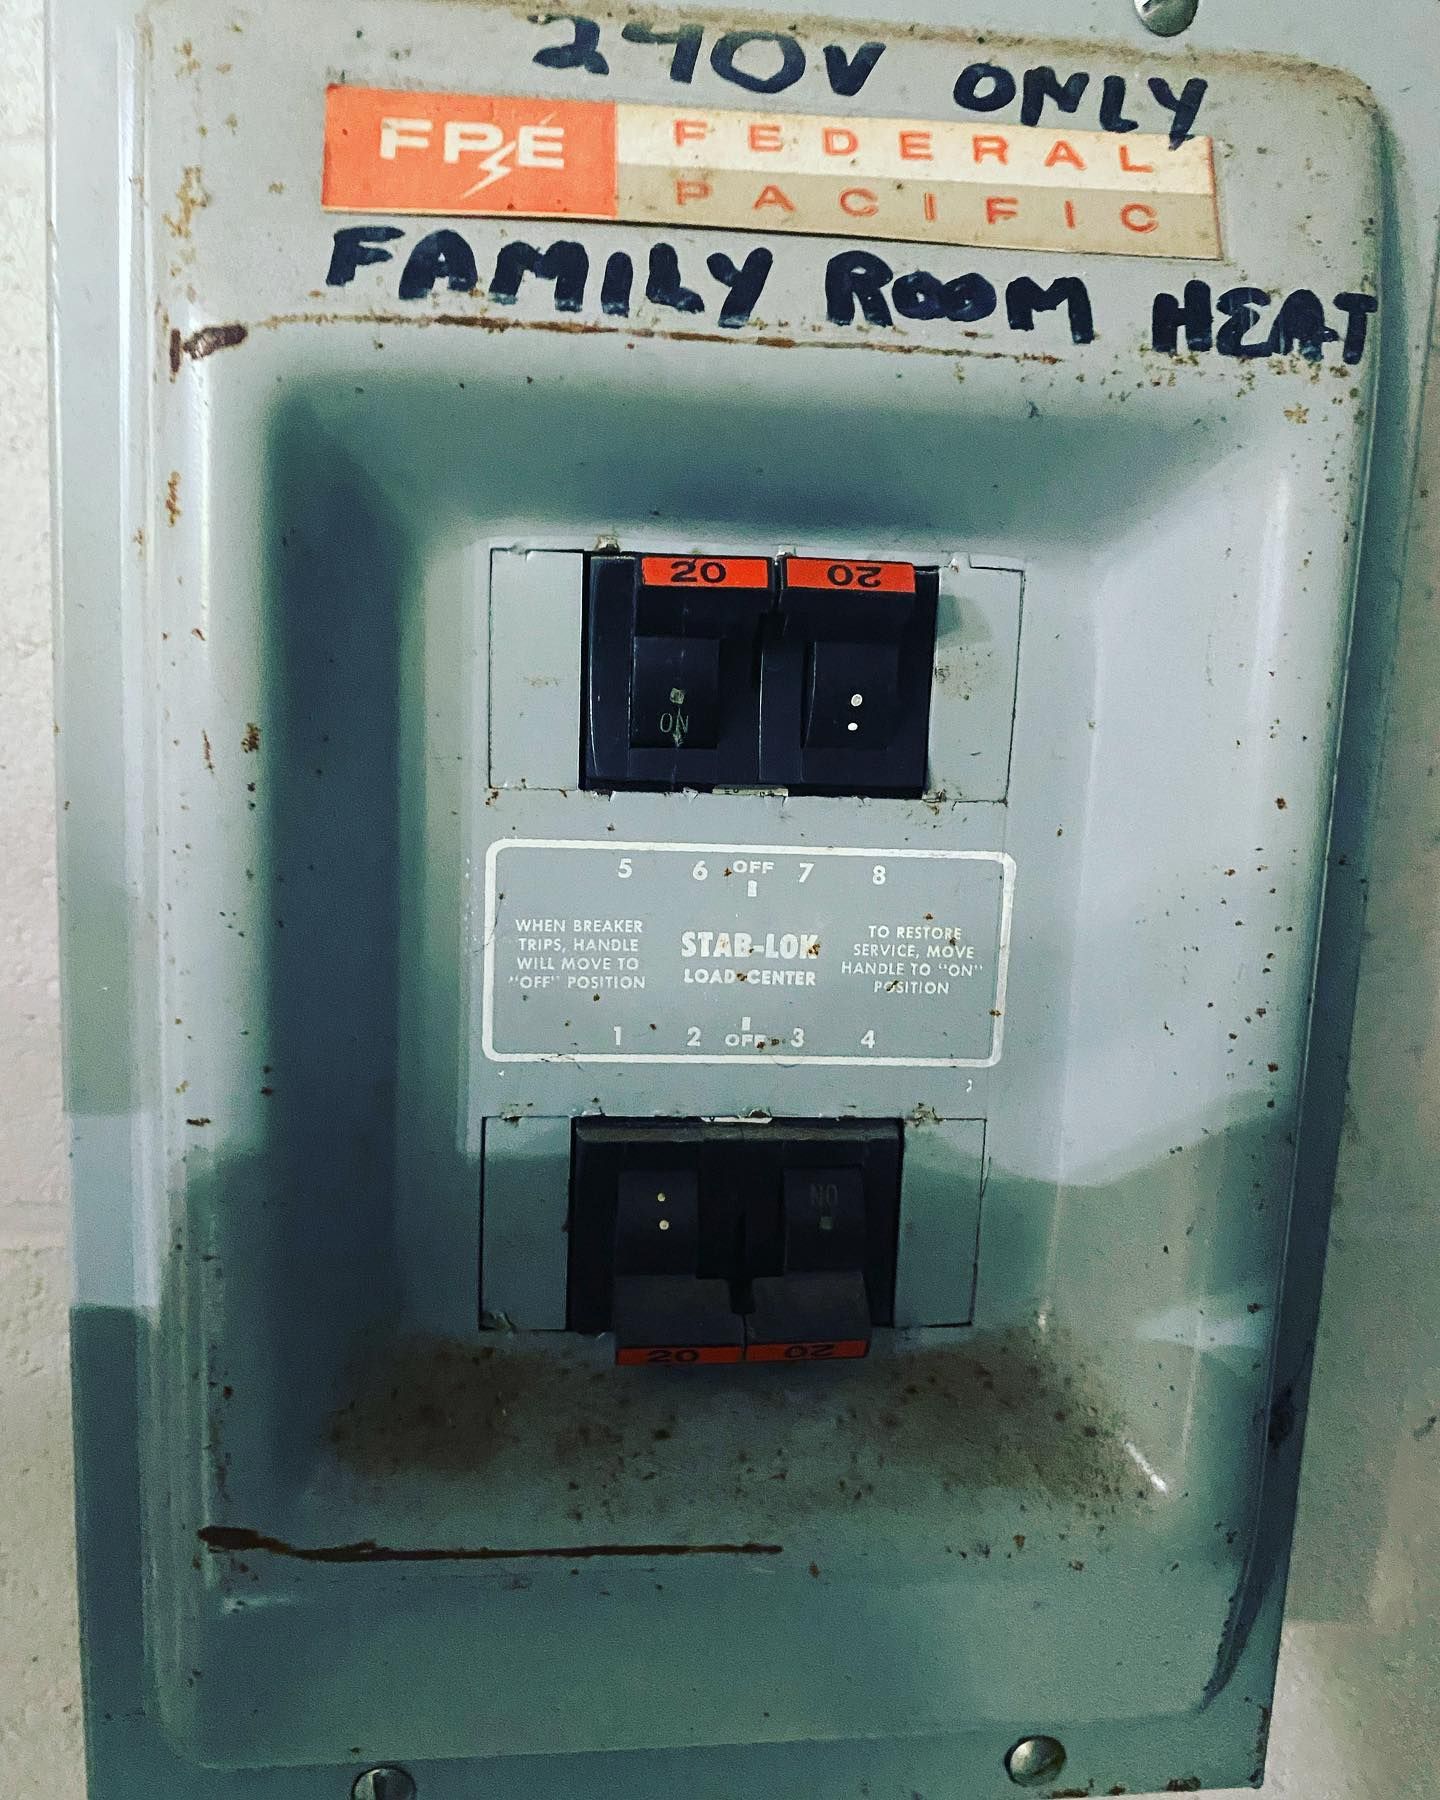 240V ONLY
FPE FEDERAL
PACIFIC
FAMILY ROOM HEAT
20 20
ON
5 6 OFF 7 8
WHEN BREAKER
TRIPS, HANDLE
WILL MOVE TO
"OFF" POSITION
STAB-LOK
LOAD CENTER
TO RESTORE
SERVICE, MOVE
HANDLE TO "ON"
POSITION
1 2 OFF 3 4
ON
20 20